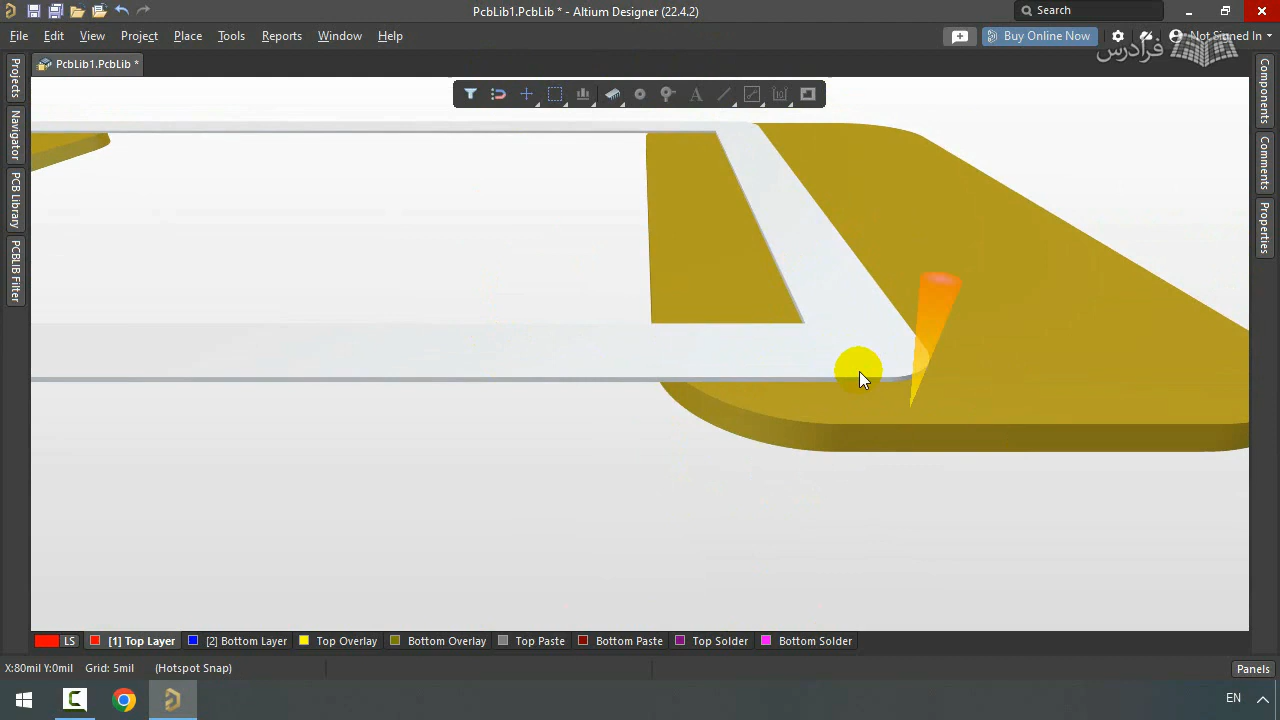 PcbLib1.PcbLib * - Altium Designer (22.4.2)
Search
File Edit View Project Place Tools Reports Window Help
Buy Online Now
Not Signed In
فرادرس
PcbLib1.PcbLib *
Projects
Navigator
PCB Library
PCBLIB Filter
Components
Comments
Properties
LS [1] Top Layer [2] Bottom Layer Top Overlay Bottom Overlay Top Paste Bottom Paste Top Solder Bottom Solder
X:80mil Y:0mil Grid: 5mil (Hotspot Snap)
Panels
EN